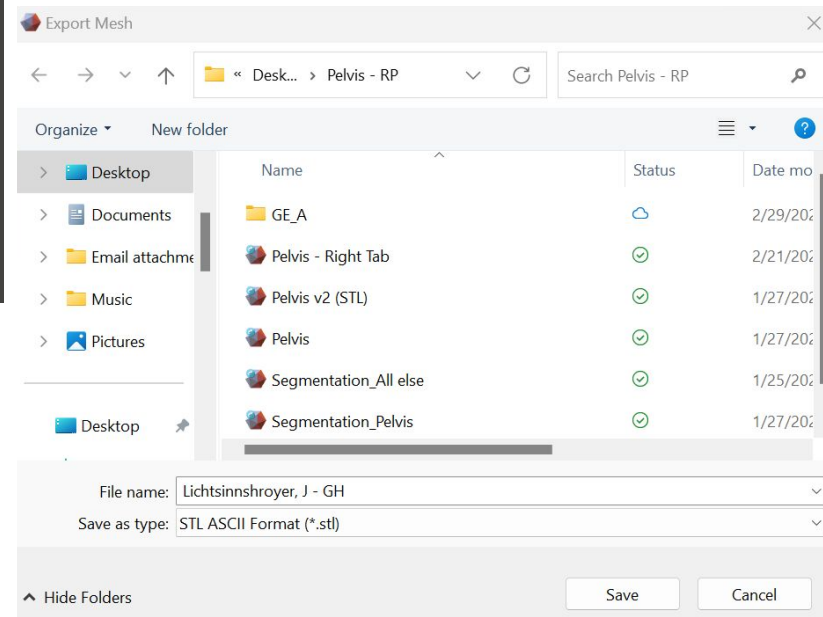 Export Mesh
« Desk... > Pelvis - RP
Search Pelvis - RP
Organize
New folder
Name
Status
Date mo
Desktop
Documents
Email attachme
Music
Pictures
Desktop
GE_A 2/29/202
Pelvis - Right Tab 2/21/202
Pelvis v2 (STL) 1/27/202
Pelvis 1/27/202
Segmentation_All else 1/25/202
Segmentation_Pelvis 1/27/202
File name: Lichtsinnshroyer, J - GH
Save as type: STL ASCII Format (*.stl)
Hide Folders
Save
Cancel